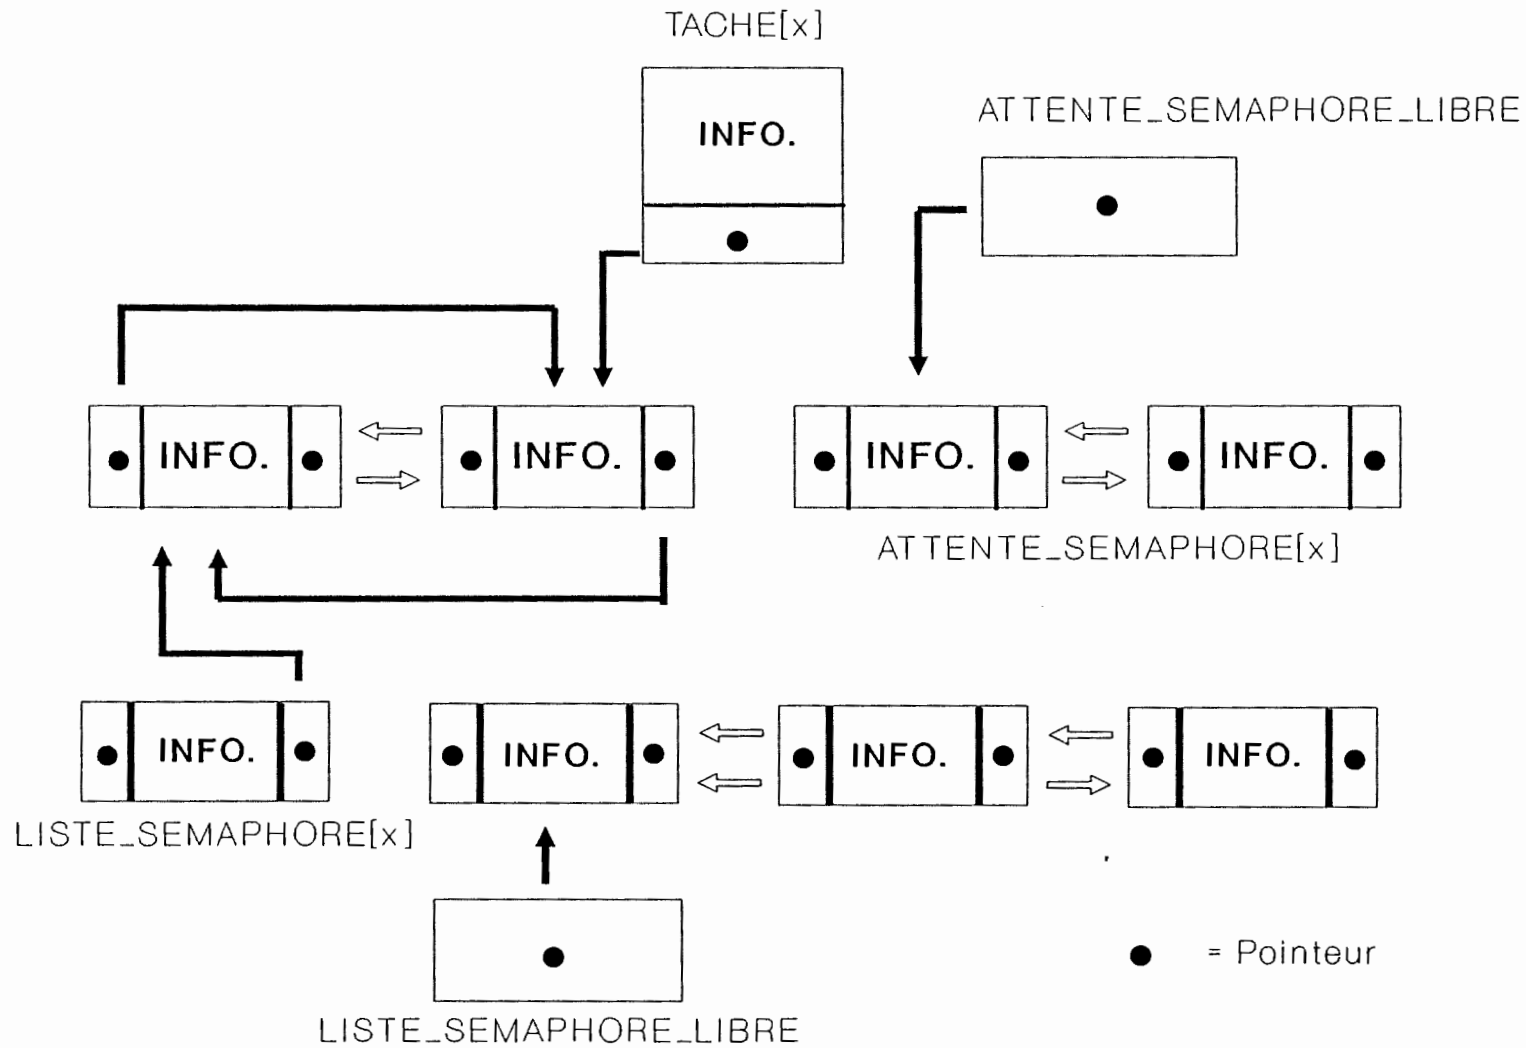 TACHE[x]
INFO.
ATTENTE_SEMAPHORE_LIBRE
INFO.
INFO.
INFO.
INFO.
ATTENTE_SEMAPHORE[x]
INFO.
INFO.
INFO.
INFO.
LISTE_SEMAPHORE[x]
= Pointeur
LISTE_SEMAPHORE_LIBRE